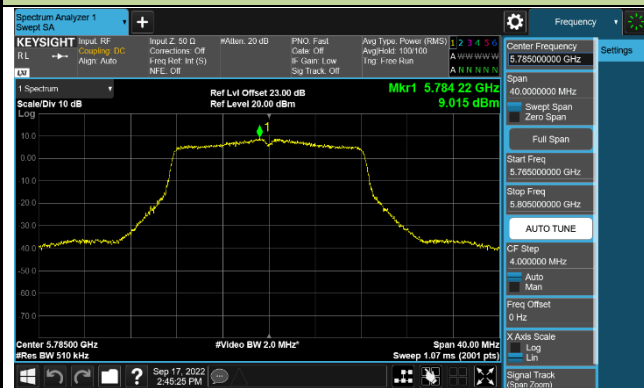 Spectrum Analyzer 1
Swept SA
+
Frequency
KEYSIGHT
RL
LXI
Input: RF
Coupling: DC
Align: Auto
Input Z: 50 Ω
Corrections: Off
Freq Ref: Int (S)
NFE: Off
#Atten: 20 dB
PNO: Fast
Gate: Off
IF Gain: Low
Sig Track: Off
Avg Type: Power (RMS)
Avg|Hold: 100/100
Trig: Free Run
1 2 3 4 5 6
A W W W W W
A N N N N N
1 Spectrum
Scale/Div 10 dB
Log
Ref Lvl Offset 23.00 dB
Ref Level 20.00 dBm
Mkr1 5.784 22 GHz
9.015 dBm
1
10.0
0.00
-10.0
-20.0
-30.0
-40.0
-50.0
-60.0
-70.0
Center 5.78500 GHz
#Res BW 510 kHz
#Video BW 2.0 MHz*
Span 40.00 MHz
Sweep 1.07 ms (2001 pts)
Center Frequency
5.785000000 GHz
Settings
Span
40.0000000 MHz
Swept Span
Zero Span
Full Span
Start Freq
5.765000000 GHz
Stop Freq
5.805000000 GHz
AUTO TUNE
CF Step
4.000000 MHz
Auto
Man
Freq Offset
0 Hz
X Axis Scale
Log
Lin
Signal Track
(Span Zoom)
?
Sep 17, 2022
2:45:25 PM